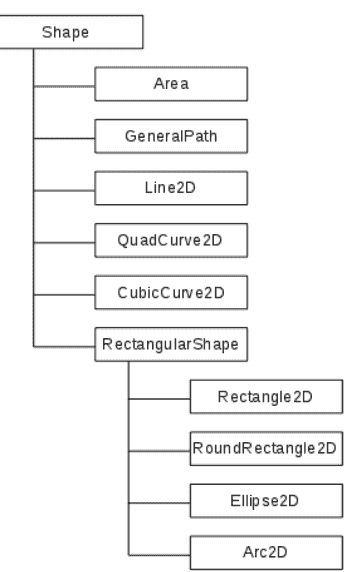 Shape
Area
GeneralPath
Line2D
QuadCurve2D
CubicCurve2D
RectangularShape
Rectangle2D
RoundRectangle2D
Ellipse2D
Arc2D